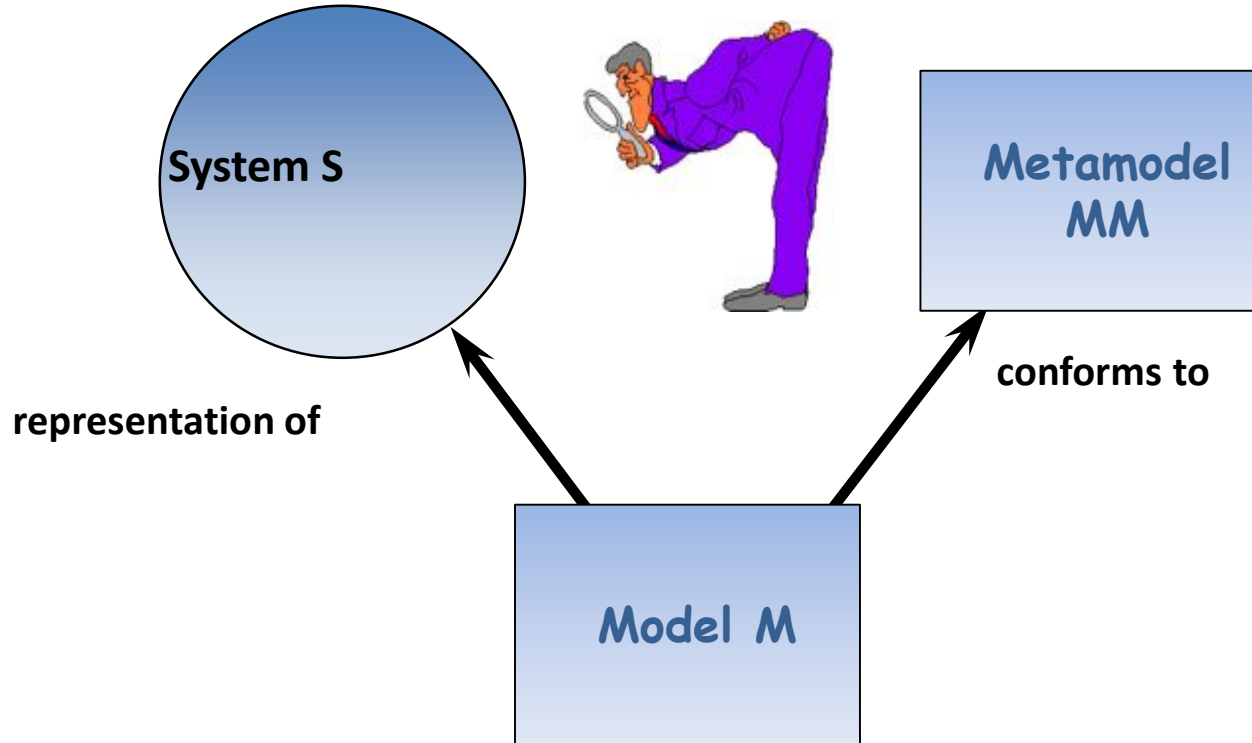 System S
Metamodel
MM
conforms to
representation of
Model M